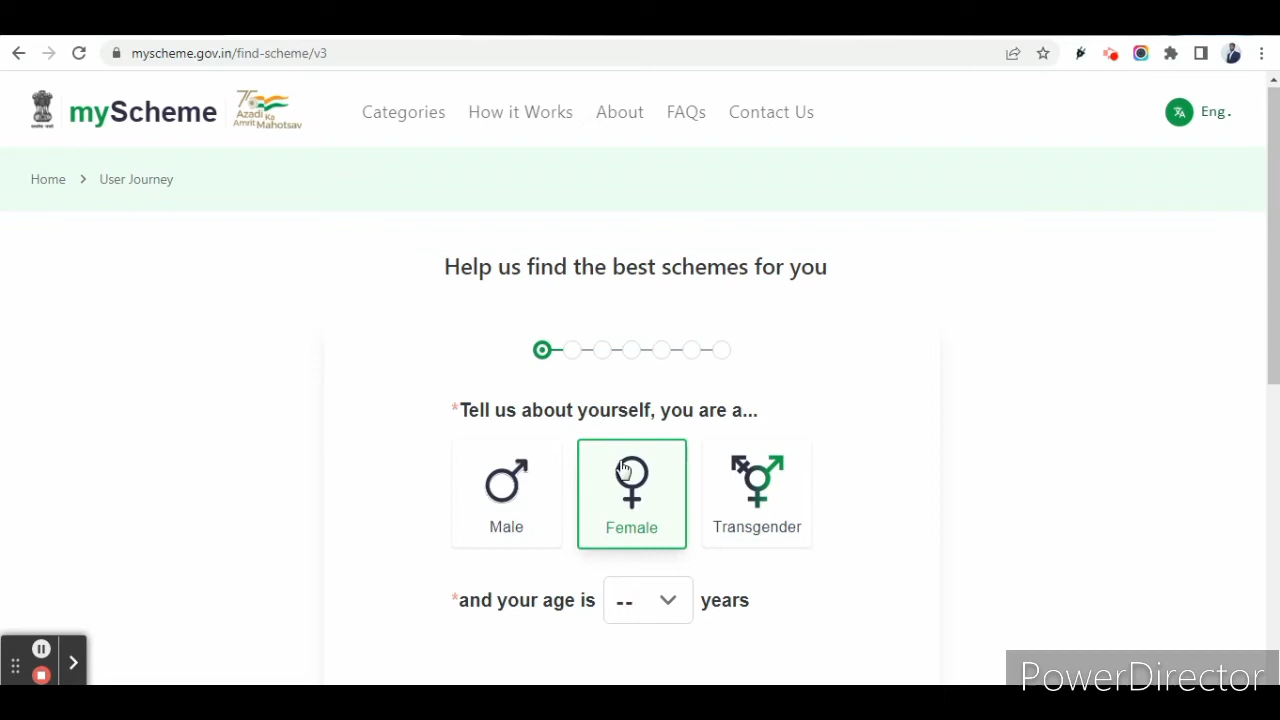 myscheme.gov.in/find-scheme/v3
myScheme
Azadi Ka
Amrit Mahotsav
Categories How it Works About FAQs Contact Us
Eng.
Home User Journey
Help us find the best schemes for you
*Tell us about yourself, you are a...
Male Female Transgender
*and your age is -- years
PowerDirector